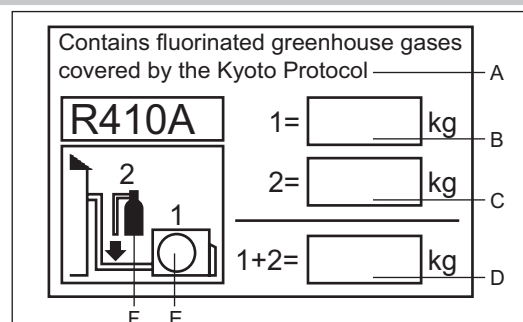 Contains fluorinated greenhouse gases
covered by the Kyoto Protocol
A
R410A
1= kg
B
2= kg
C
1+2= kg
D
2
1
F E